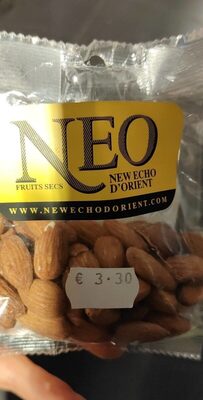 NEO
FRUITS SECS
NEW ECHO
D'ORIENT
WWW.NEWECHODORIENT.COM
€ 3·30